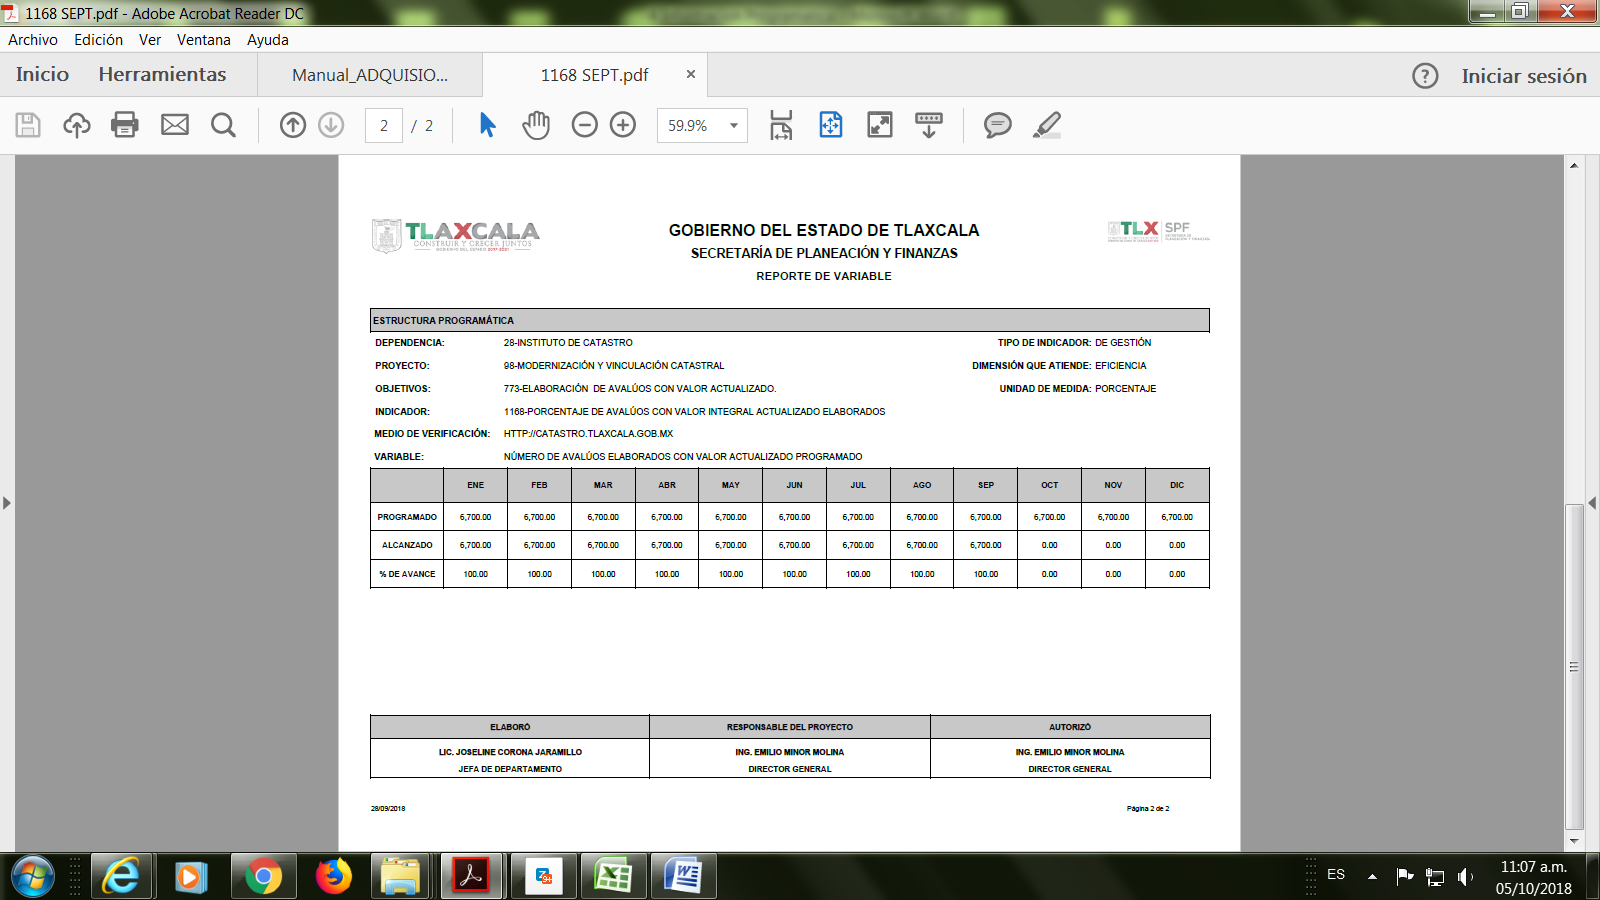 1168 SEPT.pdf - Adobe Acrobat Reader DC
Archivo Edición Ver Ventana Ayuda
Inicio Herramientas Manual_ADQUISIO... 1168 SEPT.pdf × Iniciar sesión
2 / 2 59.9%
TLAXCALA
CONSTRUIR Y CRECER JUNTOS
GOBIERNO DEL ESTADO 2017-2021
GOBIERNO DEL ESTADO DE TLAXCALA
SECRETARÍA DE PLANEACIÓN Y FINANZAS
REPORTE DE VARIABLE
TLX SPF
ESTRUCTURA PROGRAMÁTICA
DEPENDENCIA: 28-INSTITUTO DE CATASTRO TIPO DE INDICADOR: DE GESTIÓN
PROYECTO: 98-MODERNIZACIÓN Y VINCULACIÓN CATASTRAL DIMENSIÓN QUE ATIENDE: EFICIENCIA
OBJETIVOS: 773-ELABORACIÓN DE AVALÚOS CON VALOR ACTUALIZADO. UNIDAD DE MEDIDA: PORCENTAJE
INDICADOR: 1168-PORCENTAJE DE AVALÚOS CON VALOR INTEGRAL ACTUALIZADO ELABORADOS
MEDIO DE VERIFICACIÓN: HTTP://CATASTRO.TLAXCALA.GOB.MX
VARIABLE: NÚMERO DE AVALÚOS ELABORADOS CON VALOR ACTUALIZADO PROGRAMADO
ENE FEB MAR ABR MAY JUN JUL AGO SEP OCT NOV DIC
PROGRAMADO 6,700.00 6,700.00 6,700.00 6,700.00 6,700.00 6,700.00 6,700.00 6,700.00 6,700.00 6,700.00 6,700.00 6,700.00
ALCANZADO 6,700.00 6,700.00 6,700.00 6,700.00 6,700.00 6,700.00 6,700.00 6,700.00 6,700.00 0.00 0.00 0.00
% DE AVANCE 100.00 100.00 100.00 100.00 100.00 100.00 100.00 100.00 100.00 0.00 0.00 0.00
ELABORÓ RESPONSABLE DEL PROYECTO AUTORIZÓ
LIC. JOSELINE CORONA JARAMILLO ING. EMILIO MINOR MOLINA ING. EMILIO MINOR MOLINA
JEFA DE DEPARTAMENTO DIRECTOR GENERAL DIRECTOR GENERAL
28/09/2018 Página 2 de 2
ES 11:07 a.m.
05/10/2018